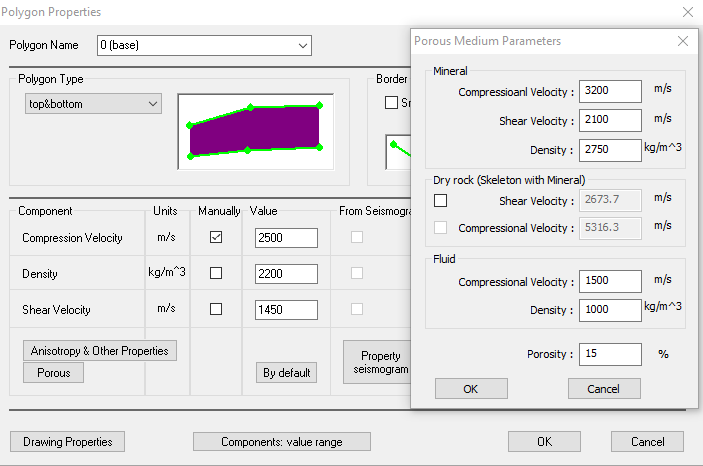 Polygon Properties
Polygon Name
0 (base)
Polygon Type
top&bottom
Border
Sm
Component
Units
Manually
Value
From Seismogra
Compression Velocity
m/s
2500
Density
kg/m^3
2200
Shear Velocity
m/s
1450
Anisotropy & Other Properties
Porous
By default
Property
seismogram
Drawing Properties
Components: value range
OK
Cancel
Porous Medium Parameters
Mineral
Compressioanl Velocity :
3200
m/s
Shear Velocity :
2100
m/s
Density :
2750
kg/m^3
Dry rock (Skeleton with Mineral)
Shear Velocity :
2673.7
m/s
Compressional Velocity :
5316.3
m/s
Fluid
Compressional Velocity :
1500
m/s
Density :
1000
kg/m^3
Porosity :
15
%
OK
Cancel